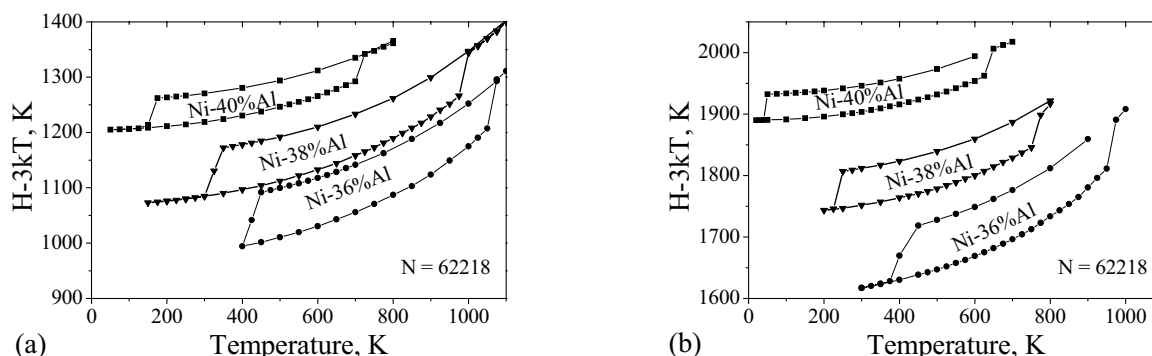 1400
1300
1200
1100
1000
900
H-3kT, K
Ni-40%Al
Ni-38%Al
Ni-36%Al
N = 62218
0 200 400 600 800 1000
(a) Temperature, K
2000
1900
1800
1700
1600
H-3kT, K
Ni-40%Al
Ni-38%Al
Ni-36%Al
N = 62218
0 200 400 600 800 1000
(b) Temperature, K